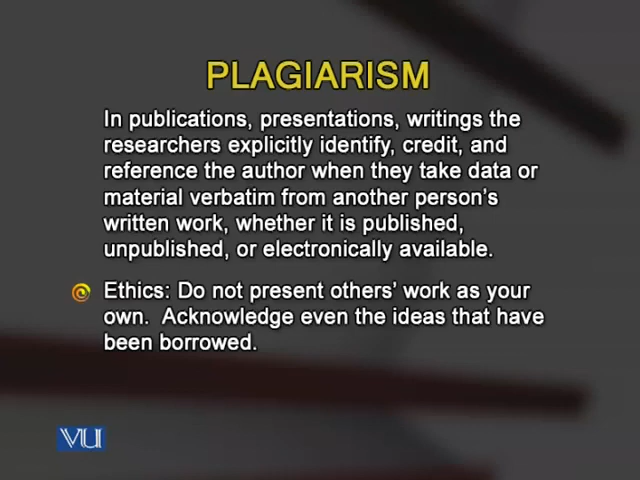 PLAGIARISM
In publications, presentations, writings the
researchers explicitly identify, credit, and
reference the author when they take data or
material verbatim from another person's
written work, whether it is published,
unpublished, or electronically available.
Ethics: Do not present others' work as your
own.  Acknowledge even the ideas that have
been borrowed.
VU